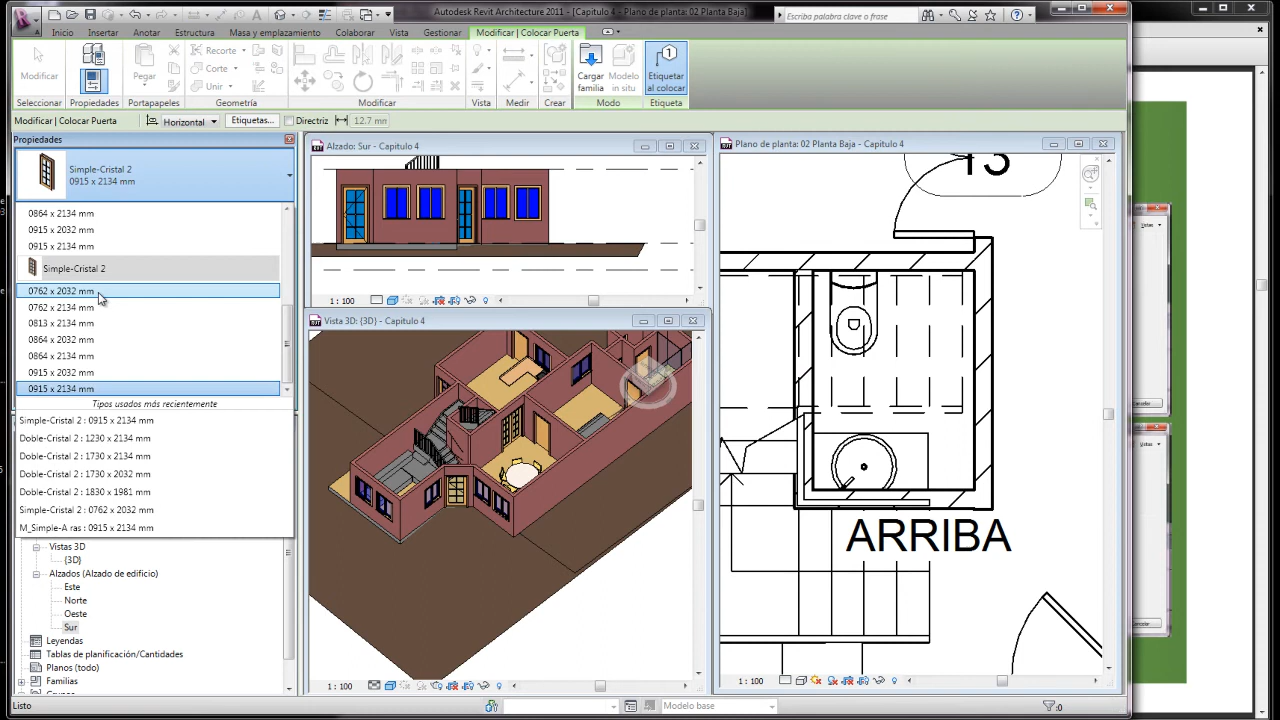 Autodesk Revit Architecture 2011 - [Capitulo 4 - Plano de planta: 02 Planta Baja]
Escriba palabra clave o frase
Inicio Insertar Anotar Estructura Masa y emplazamiento Colaborar Vista Gestionar Modificar | Colocar Puerta
Recorte
Corte
Unir
Modificar Pegar Cargar familia Modelo in situ Etiquetar al colocar
Seleccionar Propiedades Portapapeles Geometría Modificar Vista Medir Crear Modo Etiqueta
Modificar | Colocar Puerta Horizontal Etiquetas... Directriz 12.7 mm
Propiedades
Simple-Cristal 2
0915 x 2134 mm
0864 x 2134 mm
0915 x 2032 mm
0915 x 2134 mm
Simple-Cristal 2
0762 x 2032 mm
0762 x 2134 mm
0813 x 2134 mm
0864 x 2032 mm
0864 x 2134 mm
0915 x 2032 mm
0915 x 2134 mm
Tipos usados más recientemente
Simple-Cristal 2 : 0915 x 2134 mm
Doble-Cristal 2 : 1230 x 2134 mm
Doble-Cristal 2 : 1730 x 2134 mm
Doble-Cristal 2 : 1730 x 2032 mm
Doble-Cristal 2 : 1830 x 1981 mm
Simple-Cristal 2 : 0762 x 2032 mm
M_Simple-A ras : 0915 x 2134 mm
Vistas 3D
{3D}
Alzados (Alzado de edificio)
Este
Norte
Oeste
Sur
Leyendas
Tablas de planificación/Cantidades
Planos (todo)
Familias
Alzado: Sur - Capitulo 4
1 : 100
Vista 3D: {3D} - Capitulo 4
1 : 100
Plano de planta: 02 Planta Baja - Capitulo 4
13
ARRIBA
1 : 100
Vistas
Cancelar
Vistas
Cancelar
Listo
Modelo base
:0